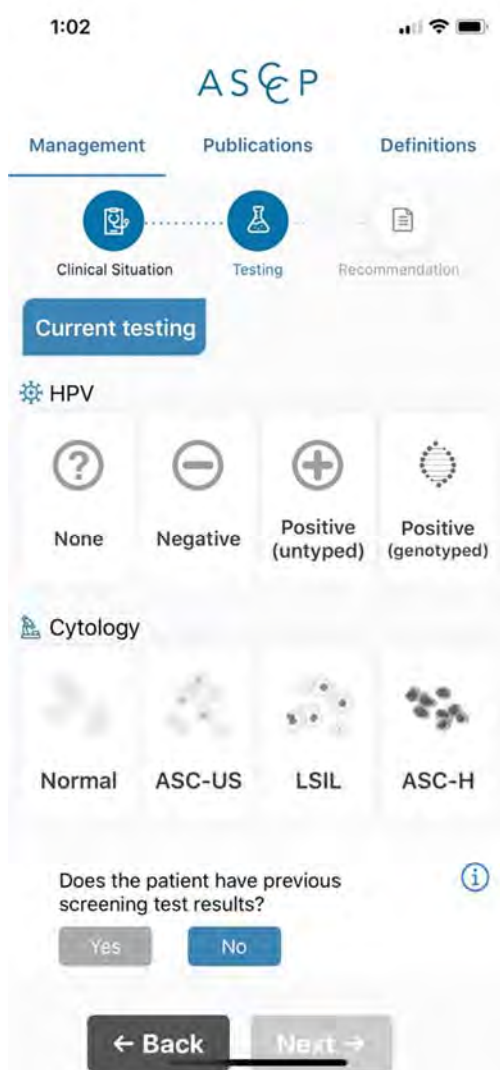 1:02
ASCCP
Management Publications Definitions
Clinical Situation Testing Recommendation
Current testing
HPV
None Negative Positive (untyped) Positive (genotyped)
Cytology
Normal ASC-US LSIL ASC-H
Does the patient have previous
screening test results?
Yes No
← Back Next →